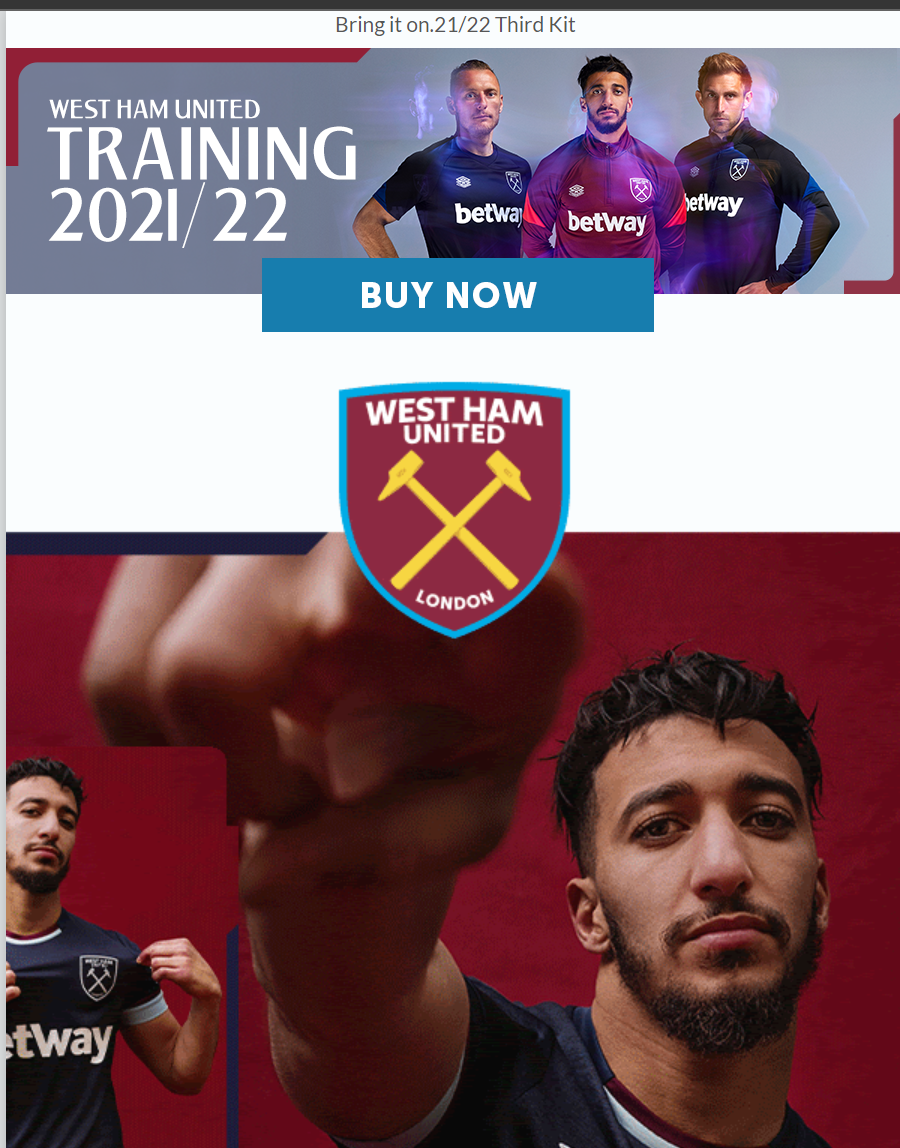 Bring it on.21/22 Third Kit
WEST HAM UNITED
TRAINING
2021/22
betway
betway
betway
BUY NOW
WEST HAM
UNITED
LONDON
etway